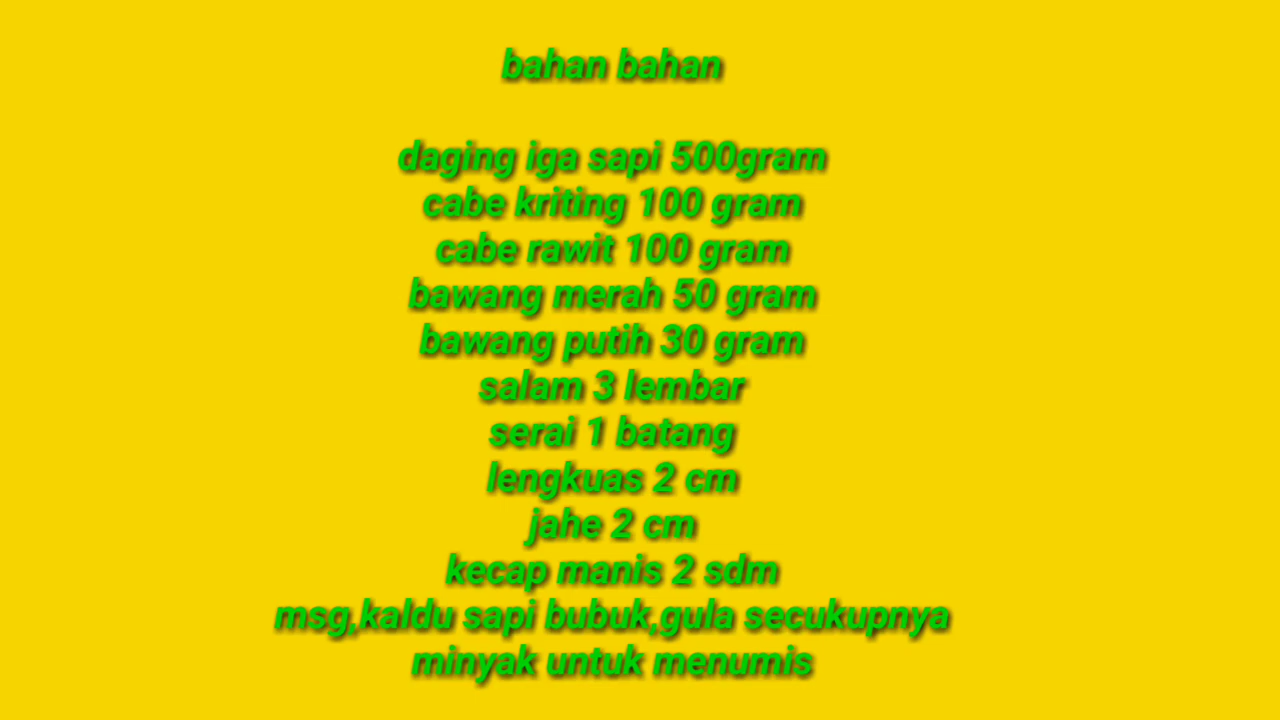 bahan bahan
daging iga sapi 500gram
cabe kriting 100 gram
cabe rawit 100 gram
bawang merah 50 gram
bawang putih 30 gram
salam 3 lembar
serai 1 batang
lengkuas 2 cm
jahe 2 cm
kecap manis 2 sdm
msg,kaldu sapi bubuk,gula secukupnya
minyak untuk menumis